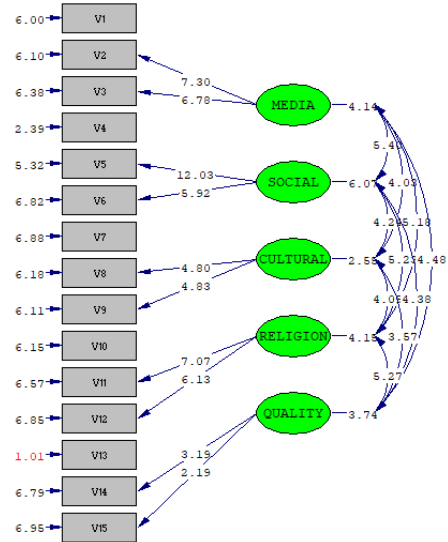 6.00 V1
6.10 V2
7.30
6.38 V3
6.78
MEDIA 4.14
2.39 V4
5.40
5.32 V5
12.03
SOCIAL 6.07 4.03
6.82 V6
5.92
5.18
6.88 V7
4.80
CULTURAL 4.48
6.18 V8
4.83
6.11 V9
4.38
6.15 V10
7.07
RELIGION 4.15 3.57
6.57 V11
6.13
5.27
6.85 V12
QUALITY 3.74
1.01 V13
3.19
6.79 V14
2.19
6.95 V15